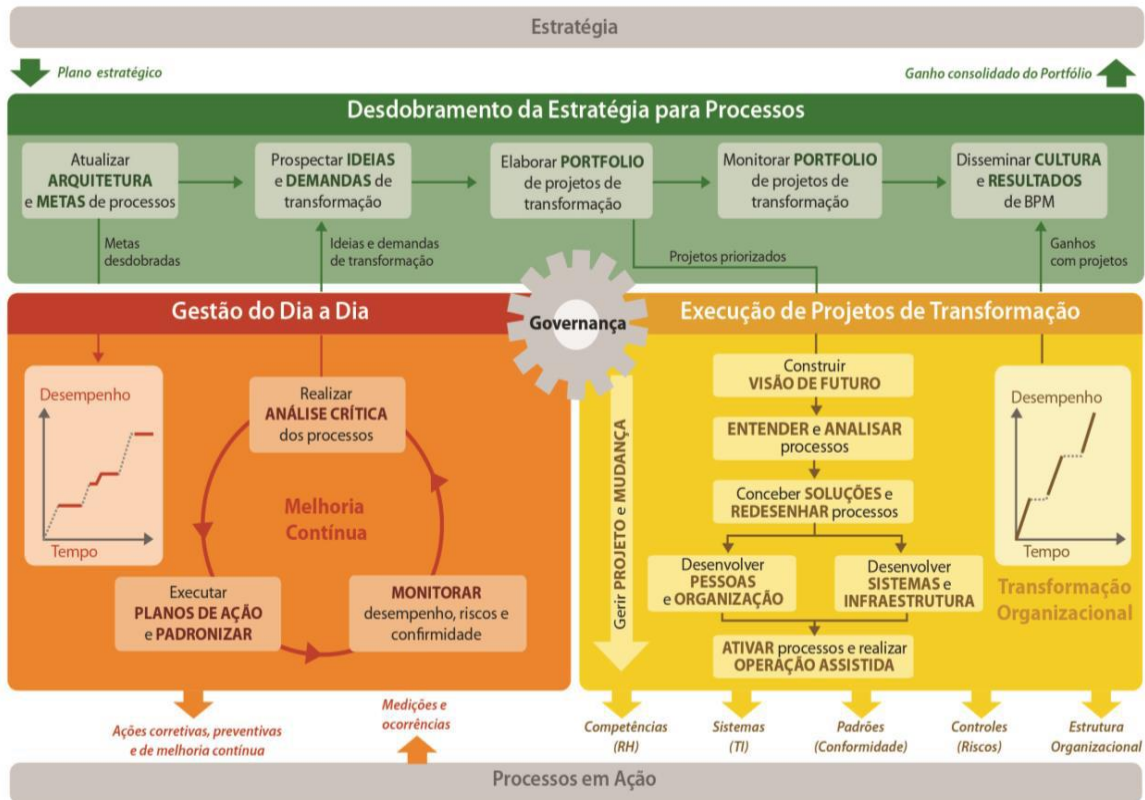 Estratégia
Plano estratégico
Ganho consolidado do Portfólio
Desdobramento da Estratégia para Processos
Atualizar
ARQUITETURA
e METAS de processos
Prospectar IDEIAS
e DEMANDAS de
transformação
Elaborar PORTFOLIO
de projetos de
transformação
Monitorar PORTFOLIO
de projetos de
transformação
Disseminar CULTURA
e RESULTADOS
de BPM
Metas
desdobradas
Ideias e demandas
de transformação
Projetos priorizados
Ganhos
com projetos
Governança
Gestão do Dia a Dia
Desempenho
Tempo
Realizar
ANÁLISE CRÍTICA
dos processos
Melhoria
Contínua
Executar
PLANOS DE AÇÃO
e PADRONIZAR
MONITORAR
desempenho, riscos e
confirmidade
Execução de Projetos de Transformação
Gerir PROJETO e MUDANÇA
Construir
VISÃO DE FUTURO
ENTENDER e ANALISAR
processos
Conceber SOLUÇÕES e
REDESENHAR processos
Desenvolver
PESSOAS
e ORGANIZAÇÃO
Desenvolver
SISTEMAS e
INFRAESTRUTURA
ATIVAR processos e realizar
OPERAÇÃO ASSISTIDA
Desempenho
Tempo
Transformação
Organizacional
Ações corretivas, preventivas
e de melhoria contínua
Medições e
ocorrências
Competências
(RH)
Sistemas
(TI)
Padrões
(Conformidade)
Controles
(Riscos)
Estrutura
Organizacional
Processos em Ação